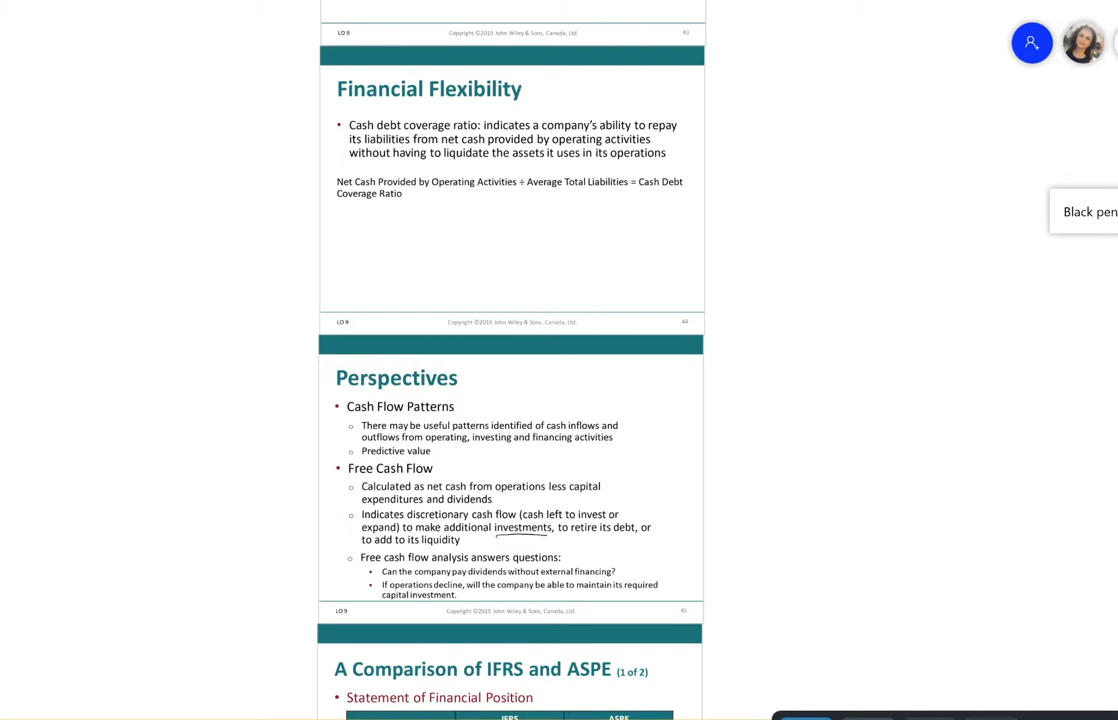 LO 9 Copyright ©2019 John Wiley & Sons, Canada, Ltd. 43
Financial Flexibility
• Cash debt coverage ratio: indicates a company's ability to repay
its liabilities from net cash provided by operating activities
without having to liquidate the assets it uses in its operations
Net Cash Provided by Operating Activities ÷ Average Total Liabilities = Cash Debt
Coverage Ratio
Black pen
LO 9 Copyright ©2019 John Wiley & Sons, Canada, Ltd. 44
Perspectives
• Cash Flow Patterns
o There may be useful patterns identified of cash inflows and
outflows from operating, investing and financing activities
o Predictive value
• Free Cash Flow
o Calculated as net cash from operations less capital
expenditures and dividends
o Indicates discretionary cash flow (cash left to invest or
expand) to make additional investments, to retire its debt, or
to add to its liquidity
o Free cash flow analysis answers questions:
• Can the company pay dividends without external financing?
• If operations decline, will the company be able to maintain its required
capital investment.
LO 9 Copyright ©2019 John Wiley & Sons, Canada, Ltd. 45
A Comparison of IFRS and ASPE (1 of 2)
• Statement of Financial Position
IFRS ASPE